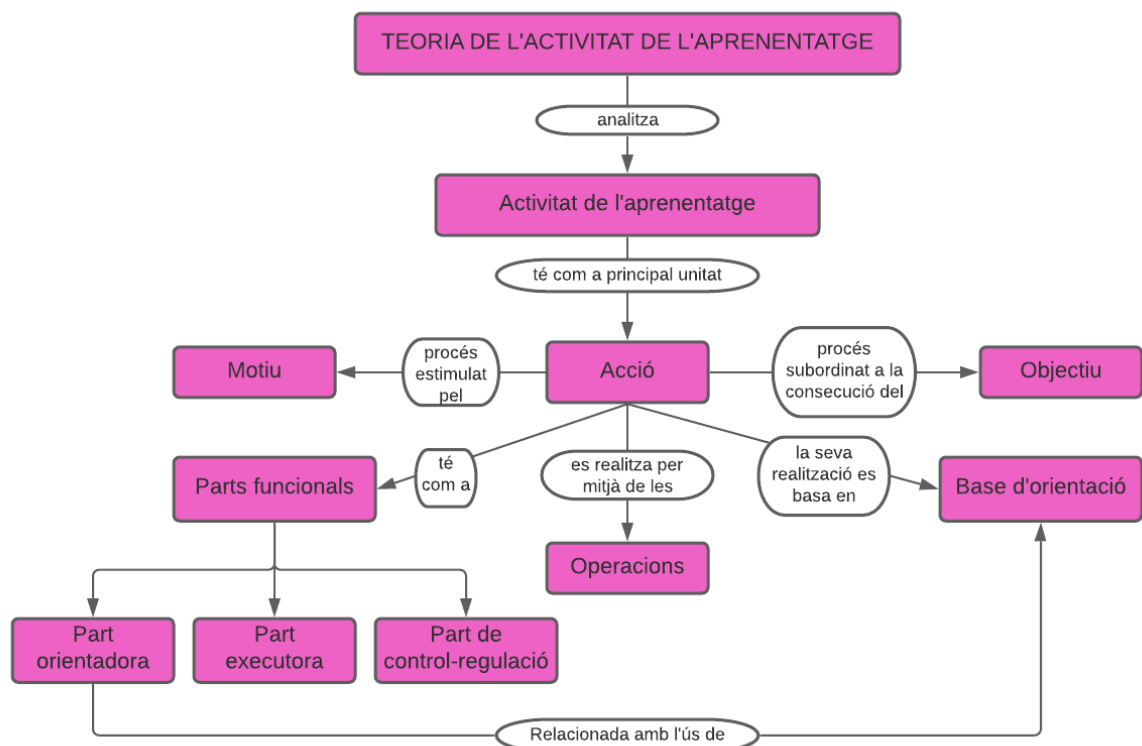 TEORIA DE L'ACTIVITAT DE L'APRENENTATGE
analitza
Activitat de l'aprenentatge
té com a principal unitat
Motiu
procés
estimulat
pel
Acció
procés
subordinat a la
consecució del
Objectiu
Parts funcionals
té
com a
es realitza per
mitjà de les
la seva
realització es
basa en
Base d'orientació
Operacions
Part
orientadora
Part
executora
Part de
control-regulació
Relacionada amb l'ús de